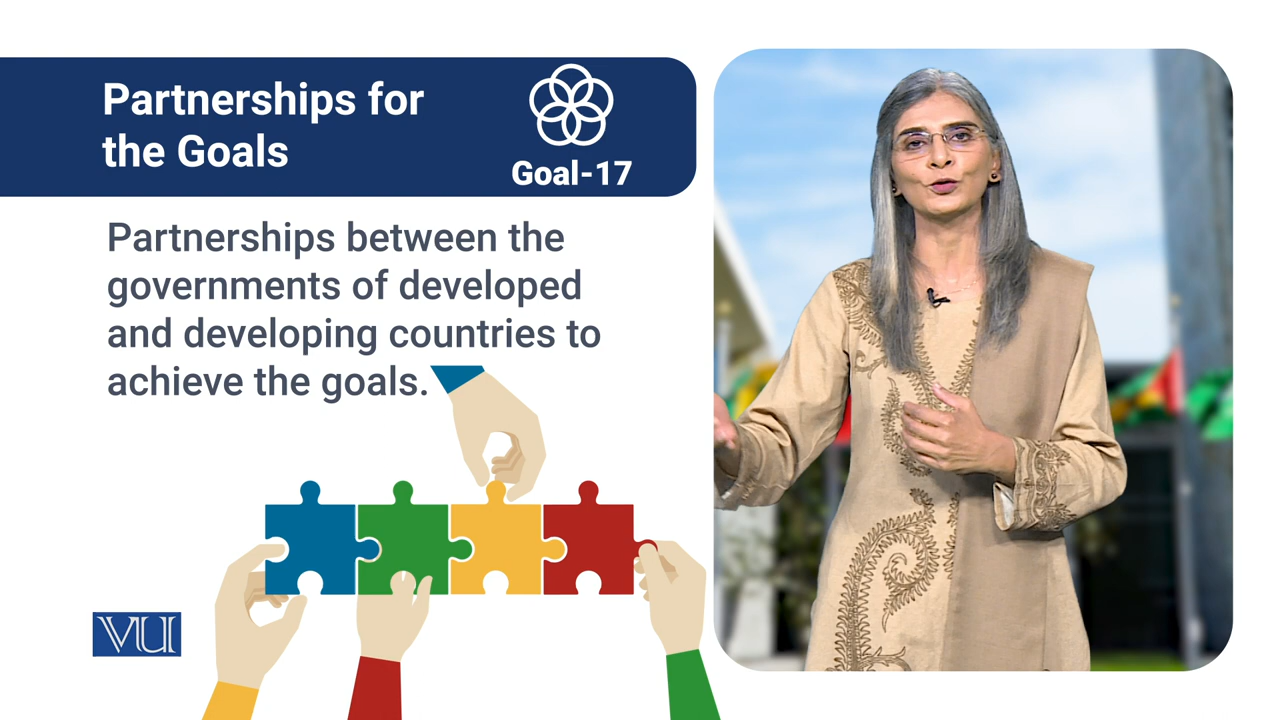 Partnerships for
the Goals
Goal-17
Partnerships between the
governments of developed
and developing countries to
achieve the goals.
VU